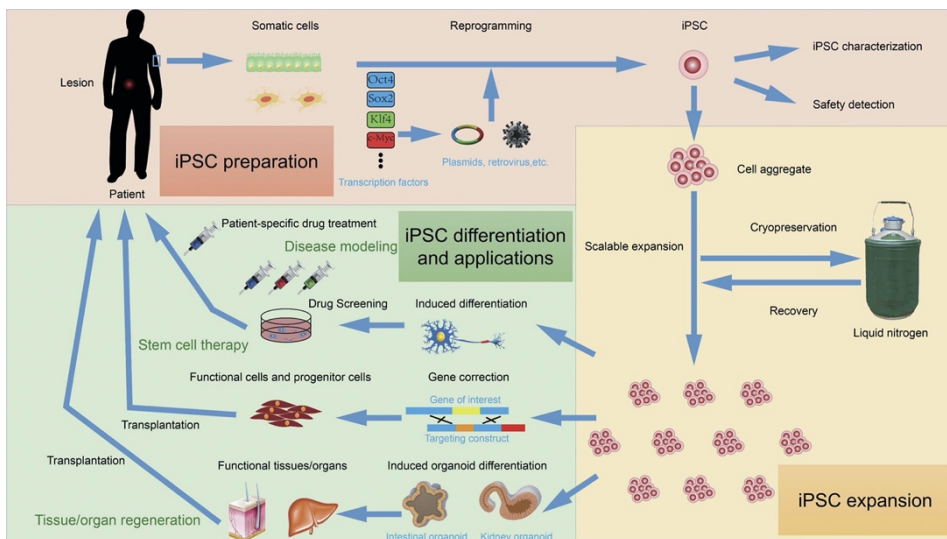 Somatic cells
Reprogramming
iPSC
iPSC characterization
Lesion
Oct4
Sox2
Klf4
c-Myc
Safety detection
iPSC preparation
Plasmids, retrovirus,etc.
Transcription factors
Patient
Cell aggregate
Patient-specific drug treatment
Disease modeling
iPSC differentiation
and applications
Scalable expansion
Cryopreservation
Recovery
Liquid nitrogen
Drug Screening
Induced differentiation
Stem cell therapy
Functional cells and progenitor cells
Gene correction
Gene of interest
Targeting construct
Transplantation
Transplantation
Functional tissues/organs
Induced organoid differentiation
Tissue/organ regeneration
Intestinal organoid
Kidney organoid
iPSC expansion